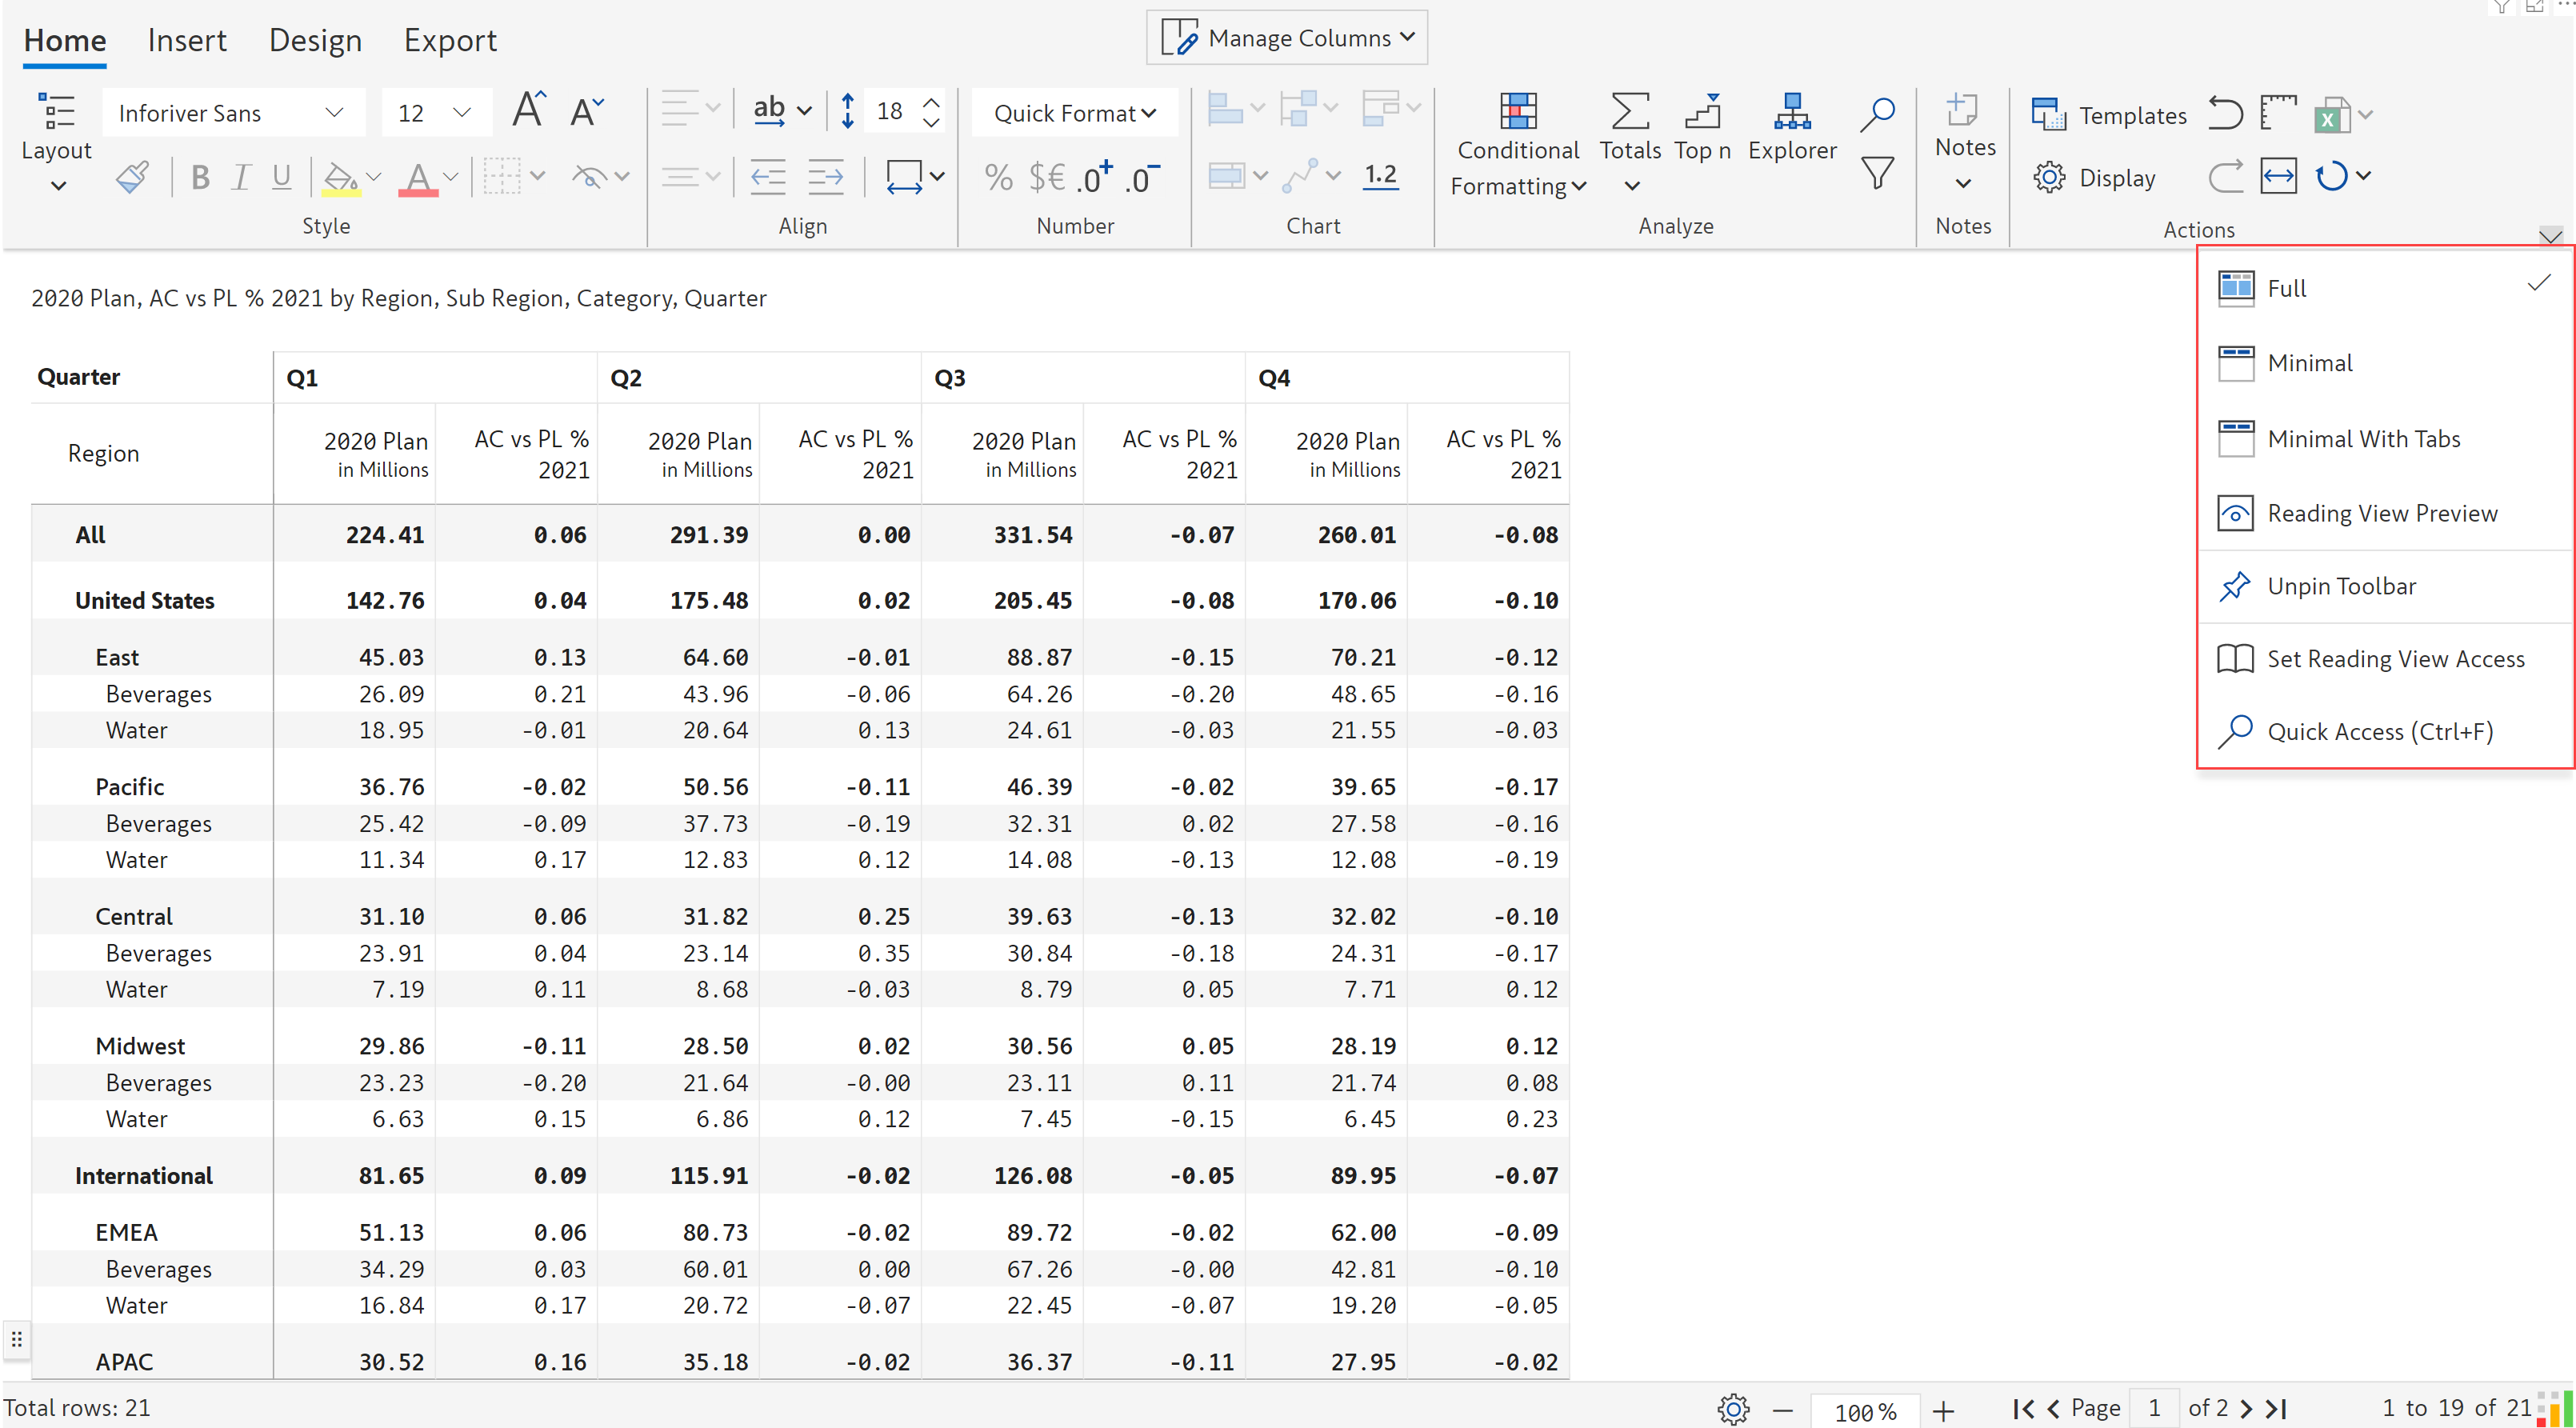 Home Insert Design Export Manage Columns
Layout Inforiver Sans 12 A A ab 18 Quick Format Conditional Formatting Totals Top n Explorer Notes Templates
B I U A % $€ .0+ .0- 1.2 Display
Style Align Number Chart Analyze Notes Actions
2020 Plan, AC vs PL % 2021 by Region, Sub Region, Category, Quarter
Full
Minimal
Minimal With Tabs
Reading View Preview
Unpin Toolbar
Set Reading View Access
Quick Access (Ctrl+F)
Quarter Q1 Q2 Q3 Q4
Region 2020 Plan in Millions AC vs PL % 2021 2020 Plan in Millions AC vs PL % 2021 2020 Plan in Millions AC vs PL % 2021 2020 Plan in Millions AC vs PL % 2021
All 224.41 0.06 291.39 0.00 331.54 -0.07 260.01 -0.08
United States 142.76 0.04 175.48 0.02 205.45 -0.08 170.06 -0.10
East 45.03 0.13 64.60 -0.01 88.87 -0.15 70.21 -0.12
Beverages 26.09 0.21 43.96 -0.06 64.26 -0.20 48.65 -0.16
Water 18.95 -0.01 20.64 0.13 24.61 -0.03 21.55 -0.03
Pacific 36.76 -0.02 50.56 -0.11 46.39 -0.02 39.65 -0.17
Beverages 25.42 -0.09 37.73 -0.19 32.31 0.02 27.58 -0.16
Water 11.34 0.17 12.83 0.12 14.08 -0.13 12.08 -0.19
Central 31.10 0.06 31.82 0.25 39.63 -0.13 32.02 -0.10
Beverages 23.91 0.04 23.14 0.35 30.84 -0.18 24.31 -0.17
Water 7.19 0.11 8.68 -0.03 8.79 0.05 7.71 0.12
Midwest 29.86 -0.11 28.50 0.02 30.56 0.05 28.19 0.12
Beverages 23.23 -0.20 21.64 -0.00 23.11 0.11 21.74 0.08
Water 6.63 0.15 6.86 0.12 7.45 -0.15 6.45 0.23
International 81.65 0.09 115.91 -0.02 126.08 -0.05 89.95 -0.07
EMEA 51.13 0.06 80.73 -0.02 89.72 -0.02 62.00 -0.09
Beverages 34.29 0.03 60.01 0.00 67.26 -0.00 42.81 -0.10
Water 16.84 0.17 20.72 -0.07 22.45 -0.07 19.20 -0.05
APAC 30.52 0.16 35.18 -0.02 36.37 -0.11 27.95 -0.02
Total rows: 21 100 % Page 1 of 2 1 to 19 of 21